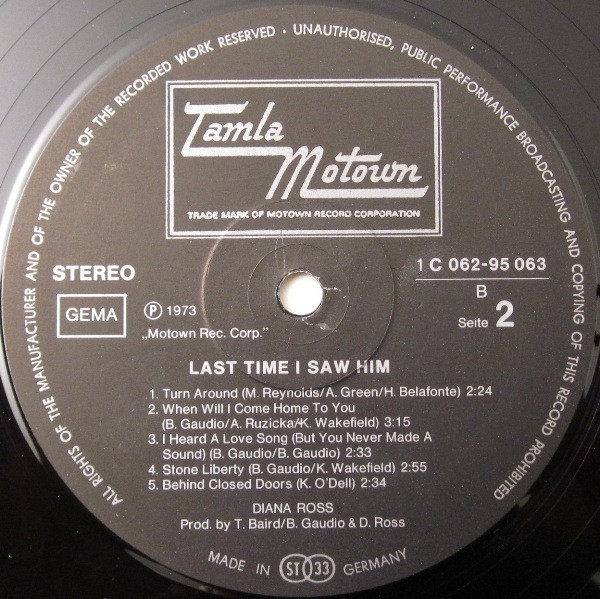 ALL RIGHTS OF THE MANUFACTURER AND OF THE OWNER OF THE RECORDED WORK RESERVED · UNAUTHORISED, PUBLIC PERFORMANCE BROADCASTING AND COPYING OF THIS RECORD PROHIBITED
Tamla
Motown
TRADE MARK OF MOTOWN RECORD CORPORATION
STEREO
GEMA
℗ 1973
„Motown Rec. Corp."
1 C 062-95 063
B
Seite 2
LAST TIME I SAW HIM
1. Turn Around (M. Reynolds/A. Green/H. Belafonte) 2:24
2. When Will I Come Home To You
(B. Gaudio/A. Ruzicka/K. Wakefield) 3:15
3. I Heard A Love Song (But You Never Made A
Sound) (B. Gaudio/B. Gaudio) 2:33
4. Stone Liberty (B. Gaudio/K. Wakefield) 2:55
5. Behind Closed Doors (K. O'Dell) 2:34
DIANA ROSS
Prod. by T. Baird/B. Gaudio & D. Ross
MADE IN ST 33 GERMANY